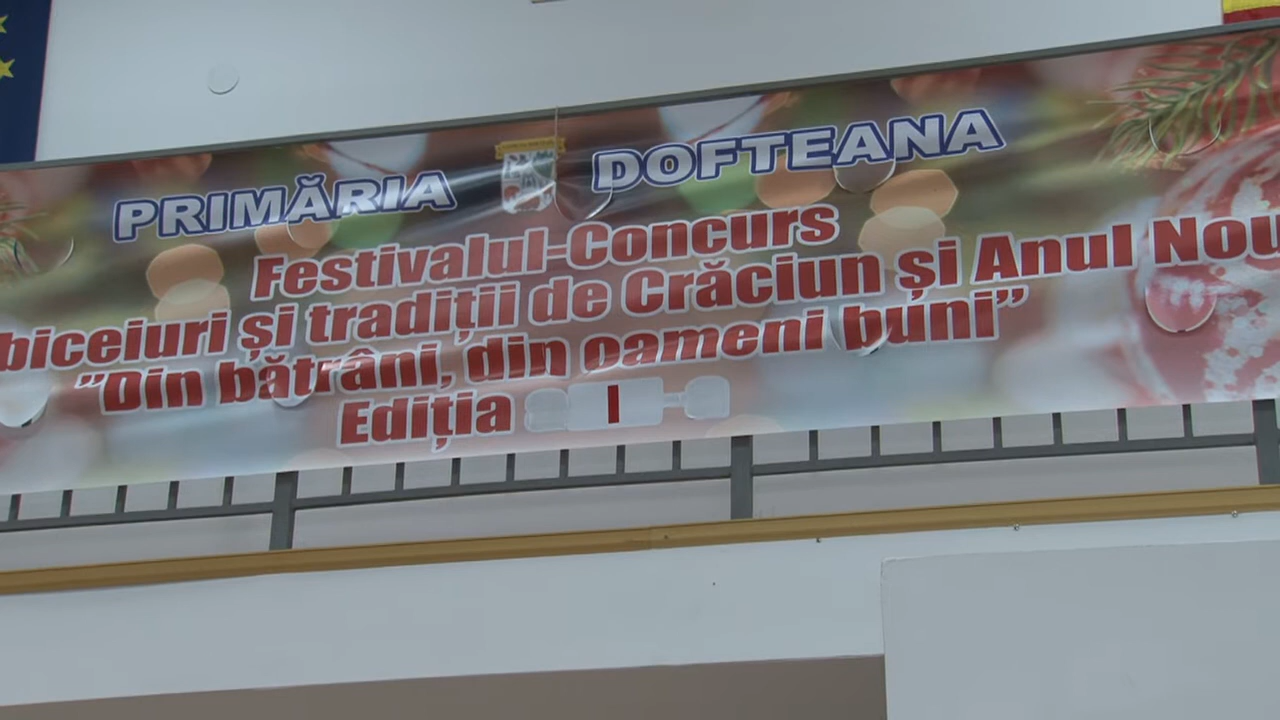 PRIMĂRIA DOFTEANA
Festivalul-Concurs
biceiuri și tradiții de Crăciun și Anul Nou
”Din bătrâni, din oameni buni”
Ediția I